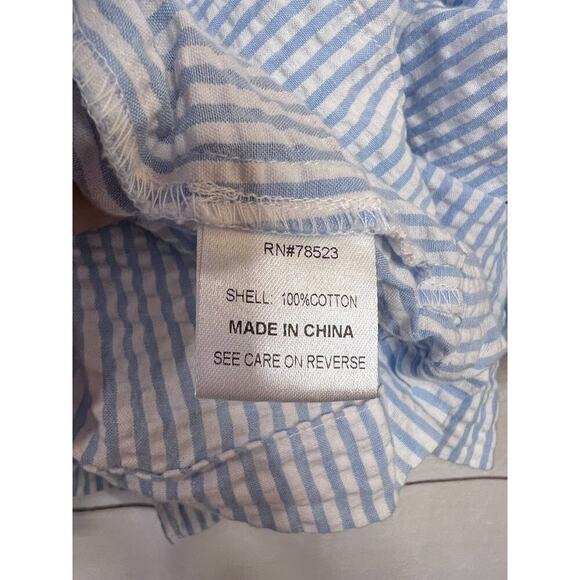 RN#78523
SHELL: 100%COTTON
MADE IN CHINA
SEE CARE ON REVERSE